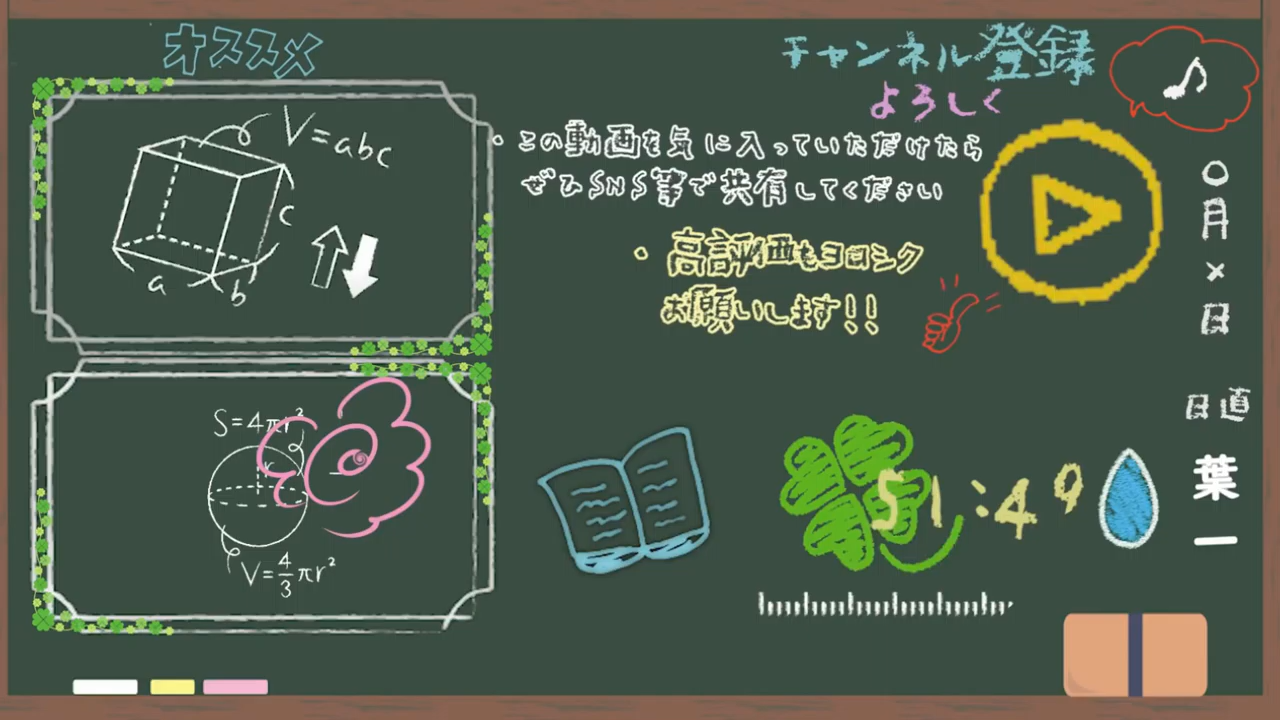 オススメ
V=abc
c
a
b
S=4πr²
r
V=4/3πr²
チャンネル登録
よろしく
・この動画を気に入っていただけたら
ぜひSNS等で共有してください
・高評価もヨロシク
お願いします!!
51:49
○月×日
日直
葉一